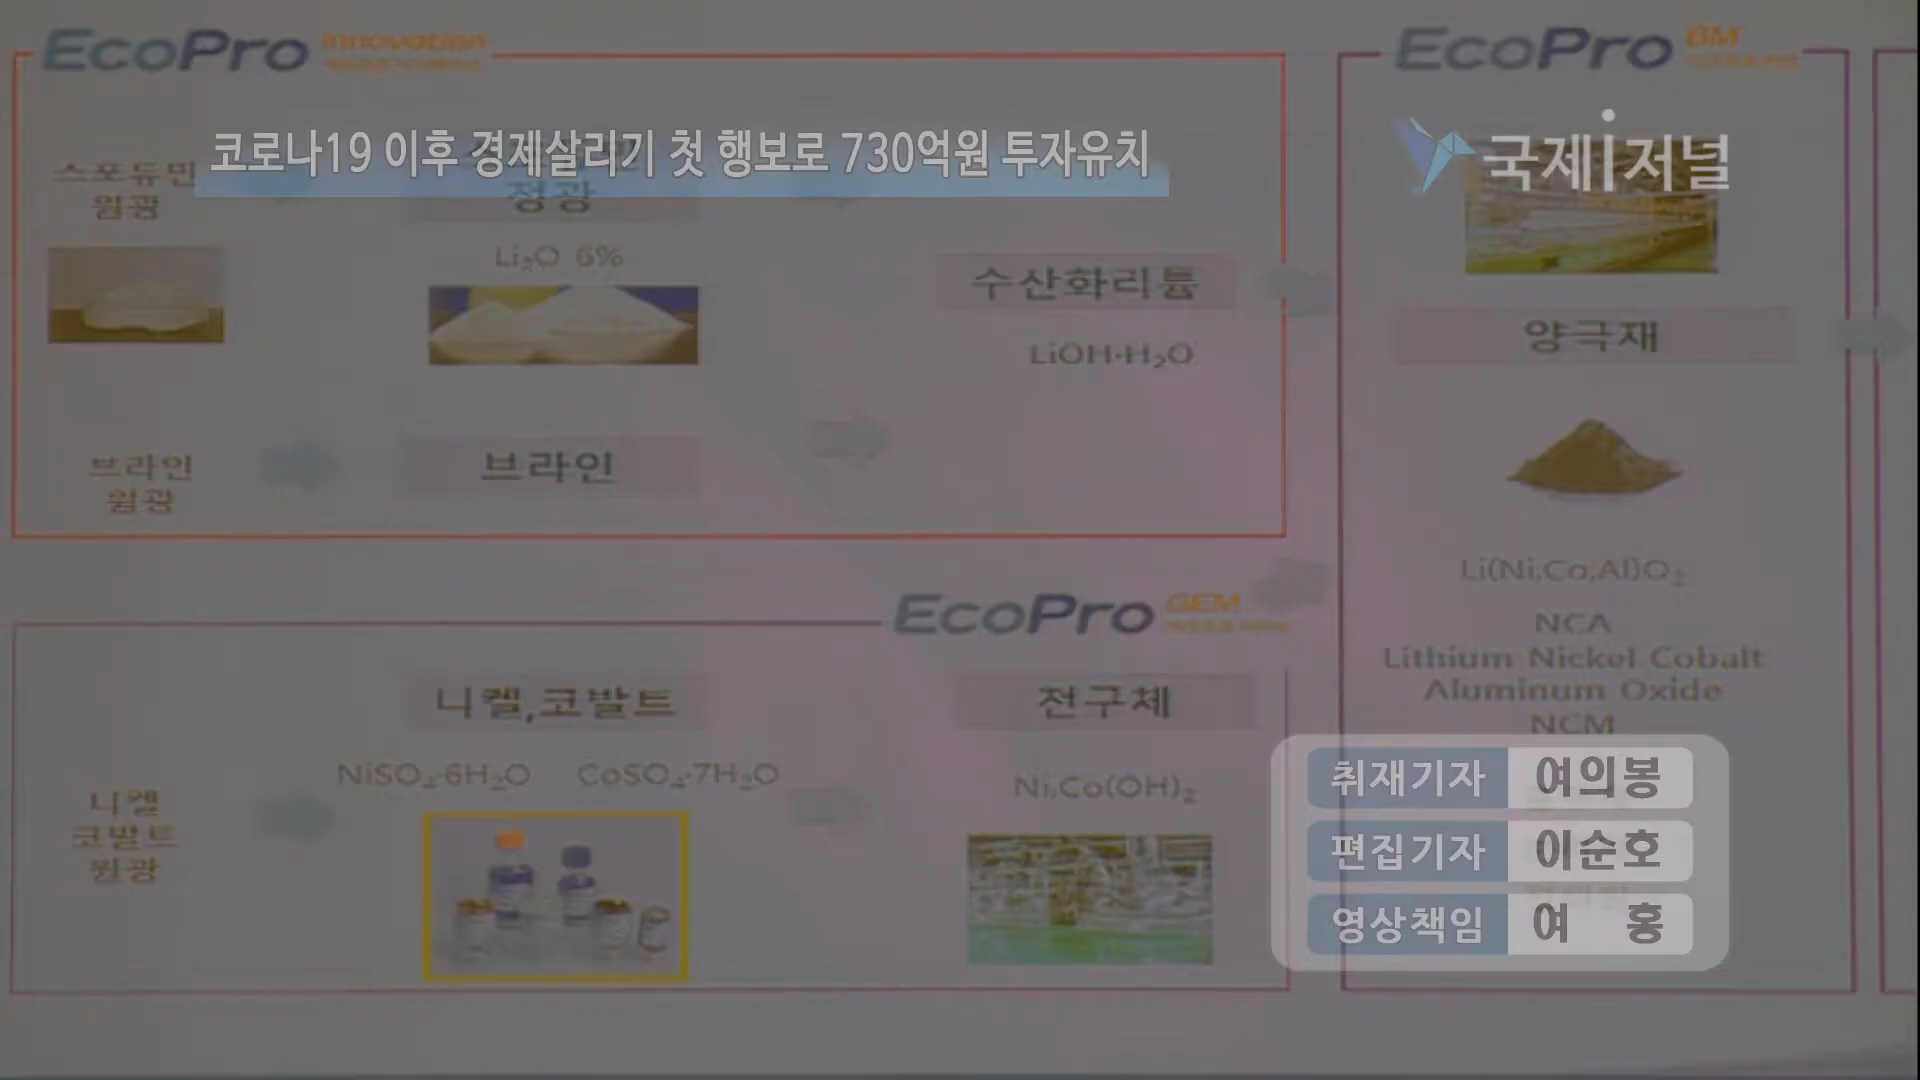 EcoPro Innovation
EcoPro BM
코로나19 이후 경제살리기 첫 행보로 730억원 투자유치
국제i저널
스포듀민
원광
정광
Li₂O 6%
수산화리튬
LiOH·H₂O
양극재
브라인
원광
브라인
Li(Ni,Co,Al)O₂
NCA
Lithium Nickel Cobalt
Aluminum Oxide
NCM
EcoPro GEM
니켈,코발트
전구체
NiSO₄·6H₂O
CoSO₄·7H₂O
Ni,Co(OH)₂
니켈
코발트
원광
취재기자 여의봉
편집기자 이순호
영상책임 여 홍